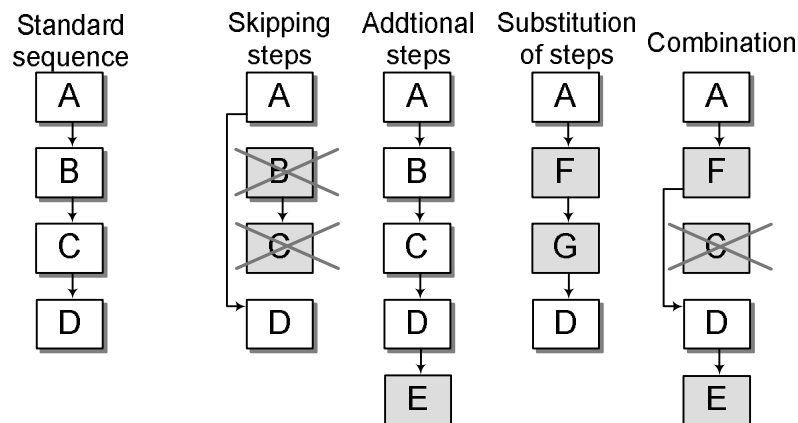 Standard
sequence
A
B
C
D
Skipping
steps
A
B
C
D
Addtional
steps
A
B
C
D
E
Substitution
of steps
A
F
G
D
Combination
A
F
C
D
E